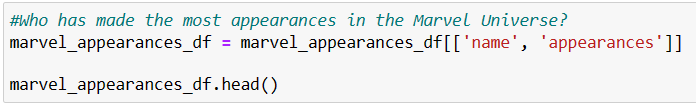 #Who has made the most appearances in the Marvel Universe?
marvel_appearances_df = marvel_appearances_df[['name', 'appearances']]
marvel_appearances_df.head()